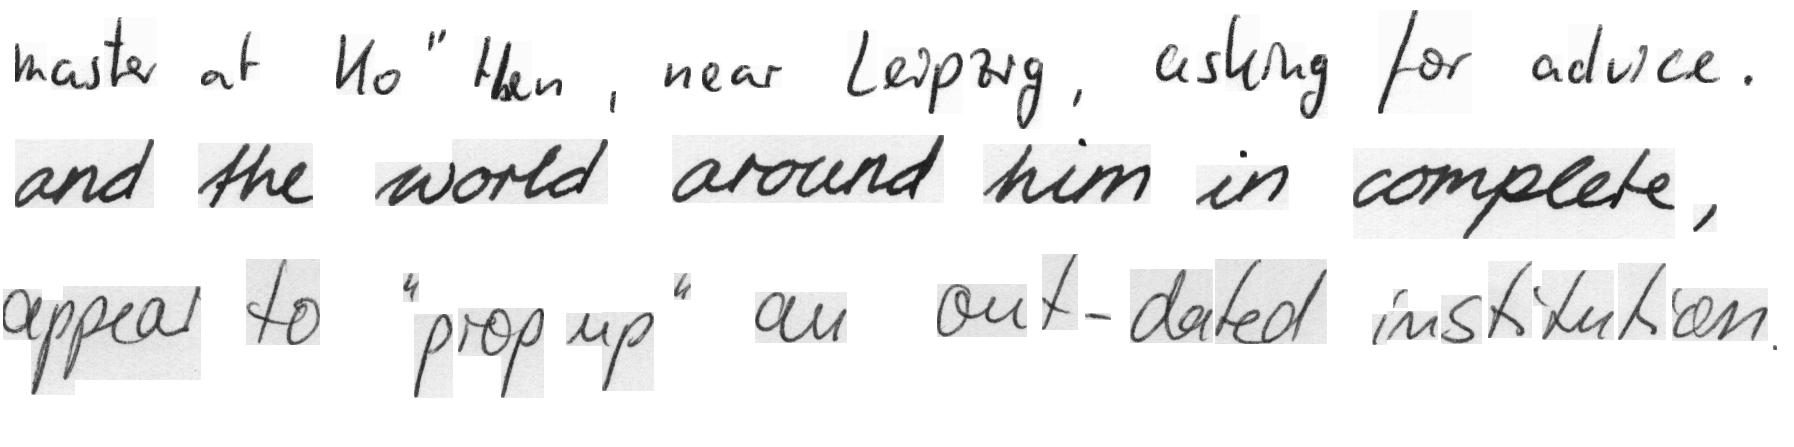 master at Ko" then , near Leipzig , asking for advice .
and the world around him in complete ,
appear to " prop up " an out-dated institution .